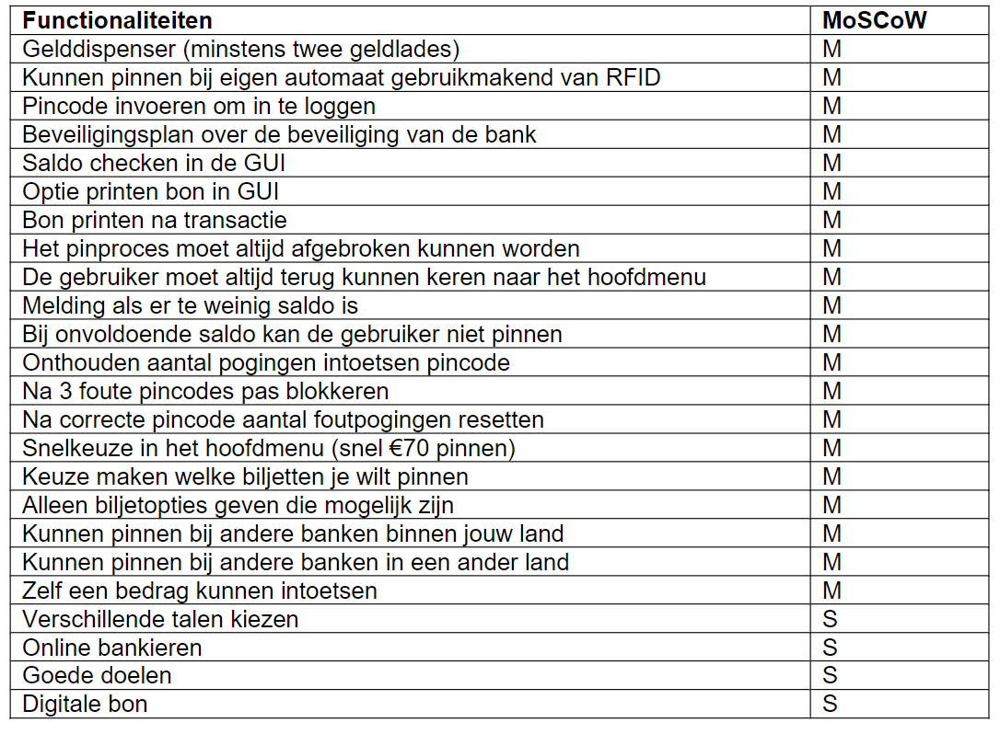 Functionaliteiten MoSCoW
Gelddispenser (minstens twee geldlades) M
Kunnen pinnen bij eigen automaat gebruikmakend van RFID M
Pincode invoeren om in te loggen M
Beveiligingsplan over de beveiliging van de bank M
Saldo checken in de GUI M
Optie printen bon in GUI M
Bon printen na transactie M
Het pinproces moet altijd afgebroken kunnen worden M
De gebruiker moet altijd terug kunnen keren naar het hoofdmenu M
Melding als er te weinig saldo is M
Bij onvoldoende saldo kan de gebruiker niet pinnen M
Onthouden aantal pogingen intoetsen pincode M
Na 3 foute pincodes pas blokkeren M
Na correcte pincode aantal foutpogingen resetten M
Snelkeuze in het hoofdmenu (snel €70 pinnen) M
Keuze maken welke biljetten je wilt pinnen M
Alleen biljetopties geven die mogelijk zijn M
Kunnen pinnen bij andere banken binnen jouw land M
Kunnen pinnen bij andere banken in een ander land M
Zelf een bedrag kunnen intoetsen M
Verschillende talen kiezen S
Online bankieren S
Goede doelen S
Digitale bon S